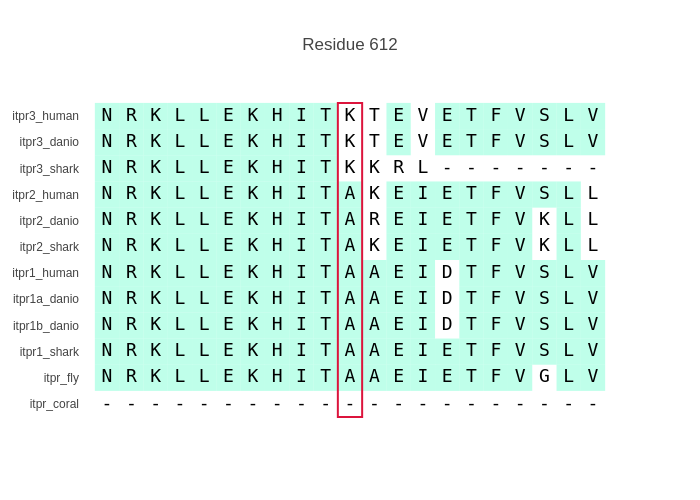 Residue 612
itpr3_human N R K L L E K H I T K T E V E T F V S L V
itpr3_danio N R K L L E K H I T K T E V E T F V S L V
itpr3_shark N R K L L E K H I T K K R L - - - - - - -
itpr2_human N R K L L E K H I T A K E I E T F V S L L
itpr2_danio N R K L L E K H I T A R E I E T F V K L L
itpr2_shark N R K L L E K H I T A K E I E T F V K L L
itpr1_human N R K L L E K H I T A A E I D T F V S L V
itpr1a_danio N R K L L E K H I T A A E I D T F V S L V
itpr1b_danio N R K L L E K H I T A A E I D T F V S L V
itpr1_shark N R K L L E K H I T A A E I E T F V S L V
itpr_fly N R K L L E K H I T A A E I E T F V G L V
itpr_coral - - - - - - - - - - - - - - - - - - - - -